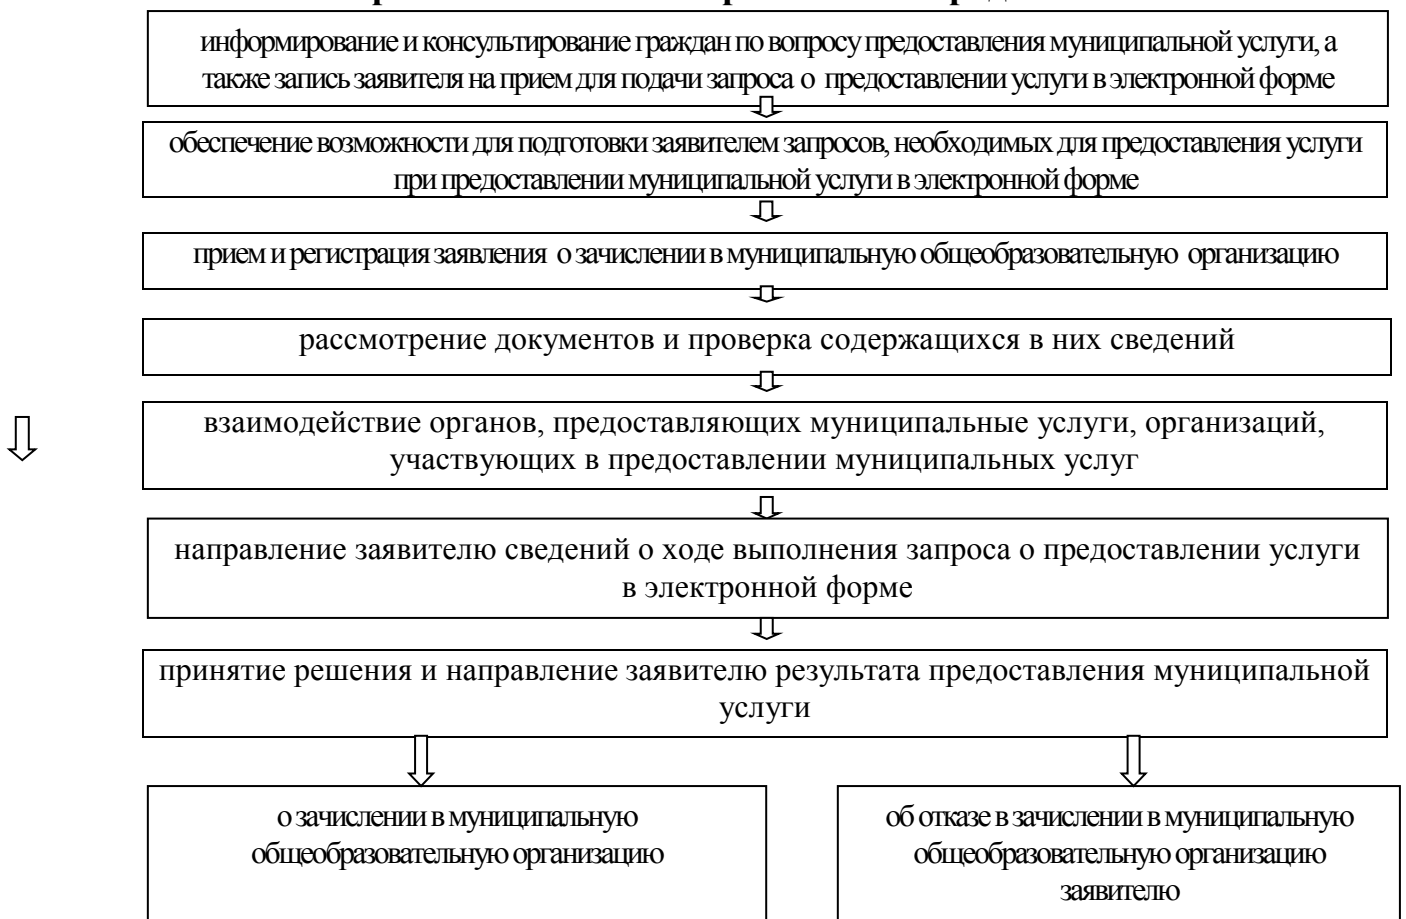 информирование и консультирование граждан по вопросу предоставления муниципальной услуги, а
также запись заявителя на прием для подачи запроса о предоставлении услуги в электронной форме
обеспечение возможности для подготовки заявителем запросов, необходимых для предоставления услуги
при предоставлении муниципальной услуги в электронной форме
прием и регистрация заявления о зачислении в муниципальную общеобразовательную организацию
рассмотрение документов и проверка содержащихся в них сведений
взаимодействие органов, предоставляющих муниципальные услуги, организаций,
участвующих в предоставлении муниципальных услуг
направление заявителю сведений о ходе выполнения запроса о предоставлении услуги
в электронной форме
принятие решения и направление заявителю результата предоставления муниципальной
услуги
о зачислении в муниципальную
общеобразовательную организацию
об отказе в зачислении в муниципальную
общеобразовательную организацию
заявителю